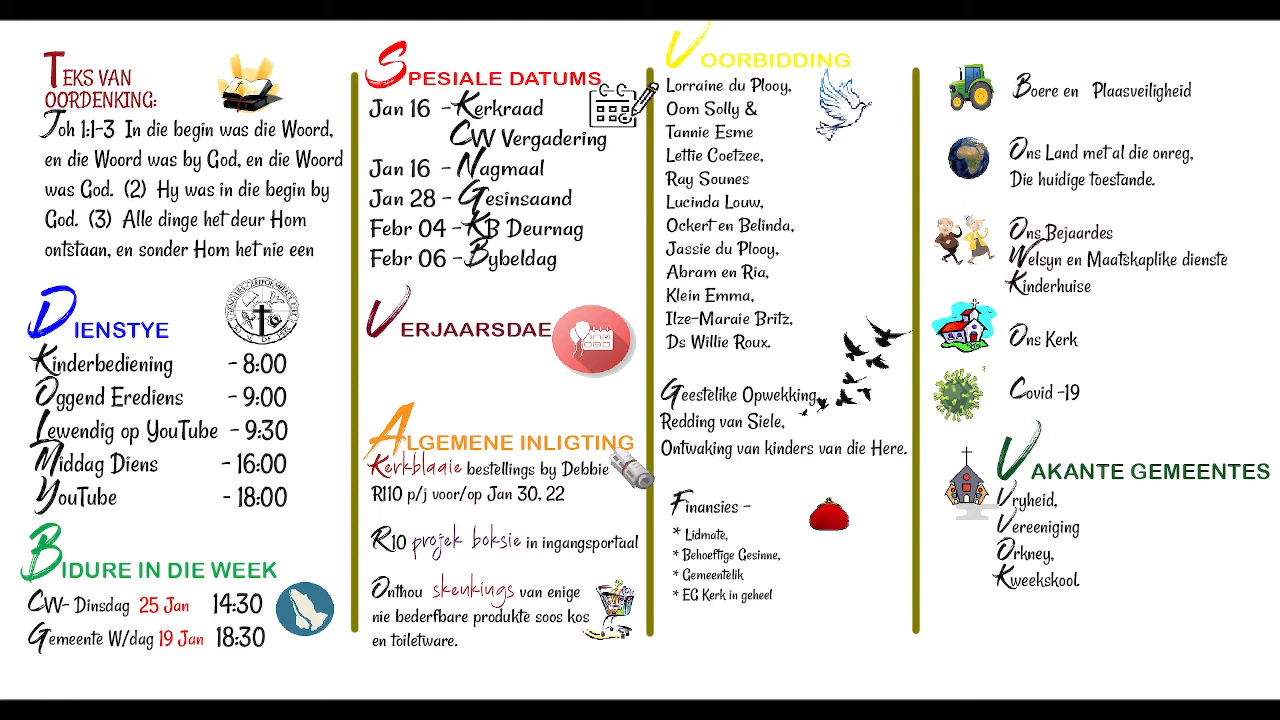 TEKS VAN
OORDENKING:
Joh 1:1-3 In die begin was die Woord,
en die Woord was by God, en die Woord
was God. (2) Hy was in die begin by
God. (3) Alle dinge het deur Hom
ontstaan, en sonder Hom het nie een
DIENSTYE
Kinderbediening - 8:00
Oggend Erediens - 9:00
Lewendig op YouTube - 9:30
Middag Diens - 16:00
YouTube - 18:00
BIDURE IN DIE WEEK
CW- Dinsdag 25 Jan 14:30
Gemeente W/dag 19 Jan 18:30
SPESIALE DATUMS
Jan 16 - Kerkraad
CW Vergadering
Jan 16 - Nagmaal
Jan 28 - Gesinsaand
Febr 04 - KB Deurnag
Febr 06 - Bybeldag
VERJAARSDAE
ALGEMENE INLIGTING
Kerkblaaie bestellings by Debbie
R110 p/j voor/op Jan 30, 22
R10 projek boksie in ingangsportaal
Onthou skenkings van enige
nie bederfbare produkte soos kos
en toiletware.
VOORBIDDING
Lorraine du Plooy,
Oom Solly &
Tannie Esme
Lettie Coetzee,
Ray Sounes
Lucinda Louw,
Ockert en Belinda,
Jassie du Plooy,
Abram en Ria,
Klein Emma,
Ilze-Maraie Britz,
Ds Willie Roux.
Geestelike Opwekking,
Redding van Siele,
Ontwaking van kinders van die Here.
Finansies -
* Lidmate,
* Behoeftige Gesinne,
* Gemeentelik
* EG Kerk in geheel
Boere en Plaasveiligheid
Ons Land met al die onreg,
Die huidige toestande.
Ons Bejaardes
Welsyn en Maatskaplike dienste
Kinderhuise
Ons Kerk
Covid -19
VAKANTE GEMEENTES
Vryheid,
Vereeniging
Orkney,
Kweekskool.